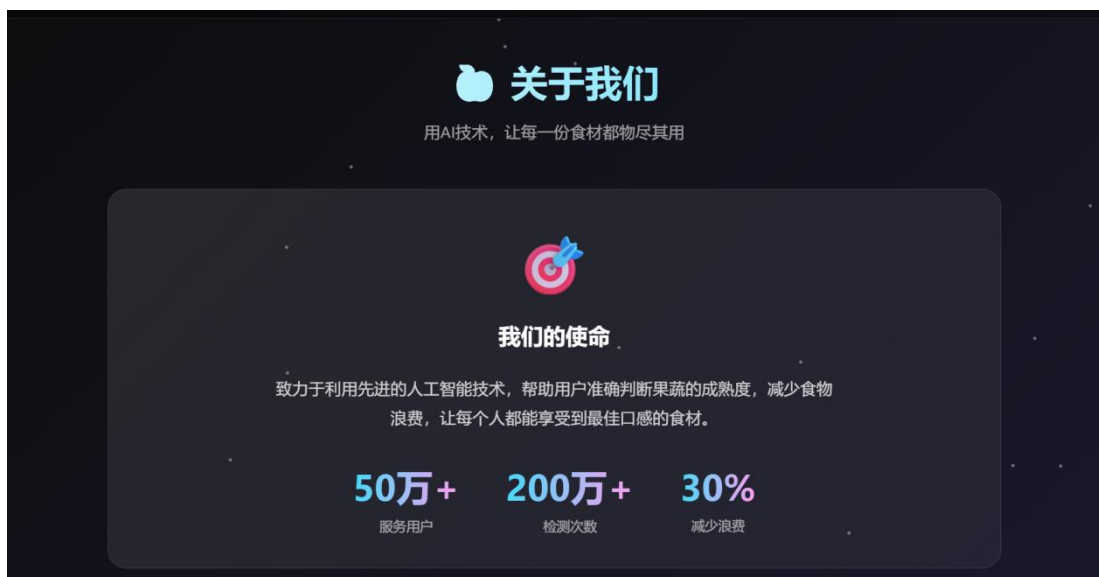 关于我们
用AI技术，让每一份食材都物尽其用
我们的使命
致力于利用先进的人工智能技术，帮助用户准确判断果蔬的成熟度，减少食物
浪费，让每个人都能享受到最佳口感的食材。
50万+ 200万+ 30%
服务用户 检测次数 减少浪费